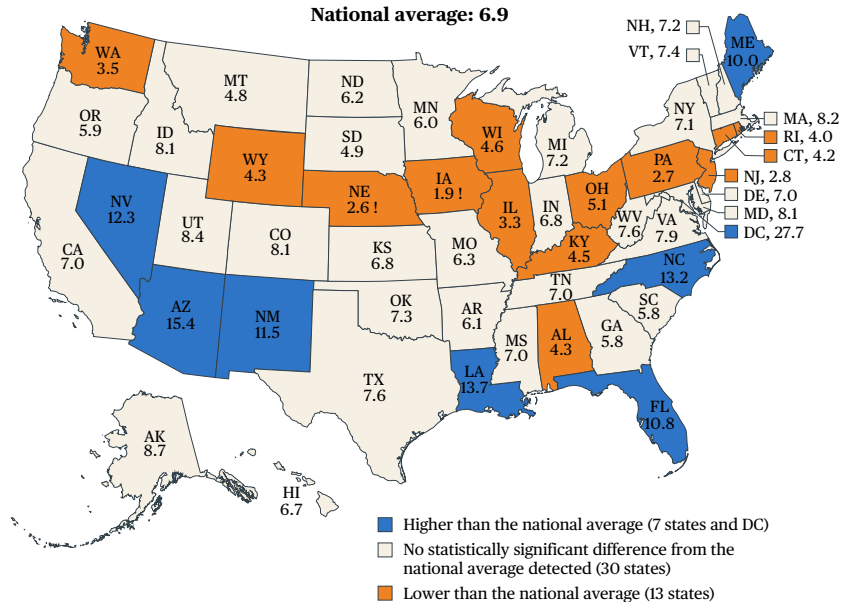 National average: 6.9
NH, 7.2
VT, 7.4
ME
10.0
WA
3.5
MT
4.8
ND
6.2
MN
6.0
OR
5.9
ID
8.1
SD
4.9
WI
4.6
MI
7.2
NY
7.1
MA, 8.2
RI, 4.0
CT, 4.2
WY
4.3
NE
2.6 !
IA
1.9 !
PA
2.7
NJ, 2.8
DE, 7.0
MD, 8.1
DC, 27.7
NV
12.3
UT
8.4
CO
8.1
IL
3.3
IN
6.8
OH
5.1
WV
7.6
VA
7.9
CA
7.0
KS
6.8
MO
6.3
KY
4.5
NC
13.2
AZ
15.4
NM
11.5
OK
7.3
AR
6.1
TN
7.0
SC
5.8
TX
7.6
LA
13.7
MS
7.0
AL
4.3
GA
5.8
FL
10.8
AK
8.7
HI
6.7
Higher than the national average (7 states and DC)
No statistically significant difference from the
national average detected (30 states)
Lower than the national average (13 states)